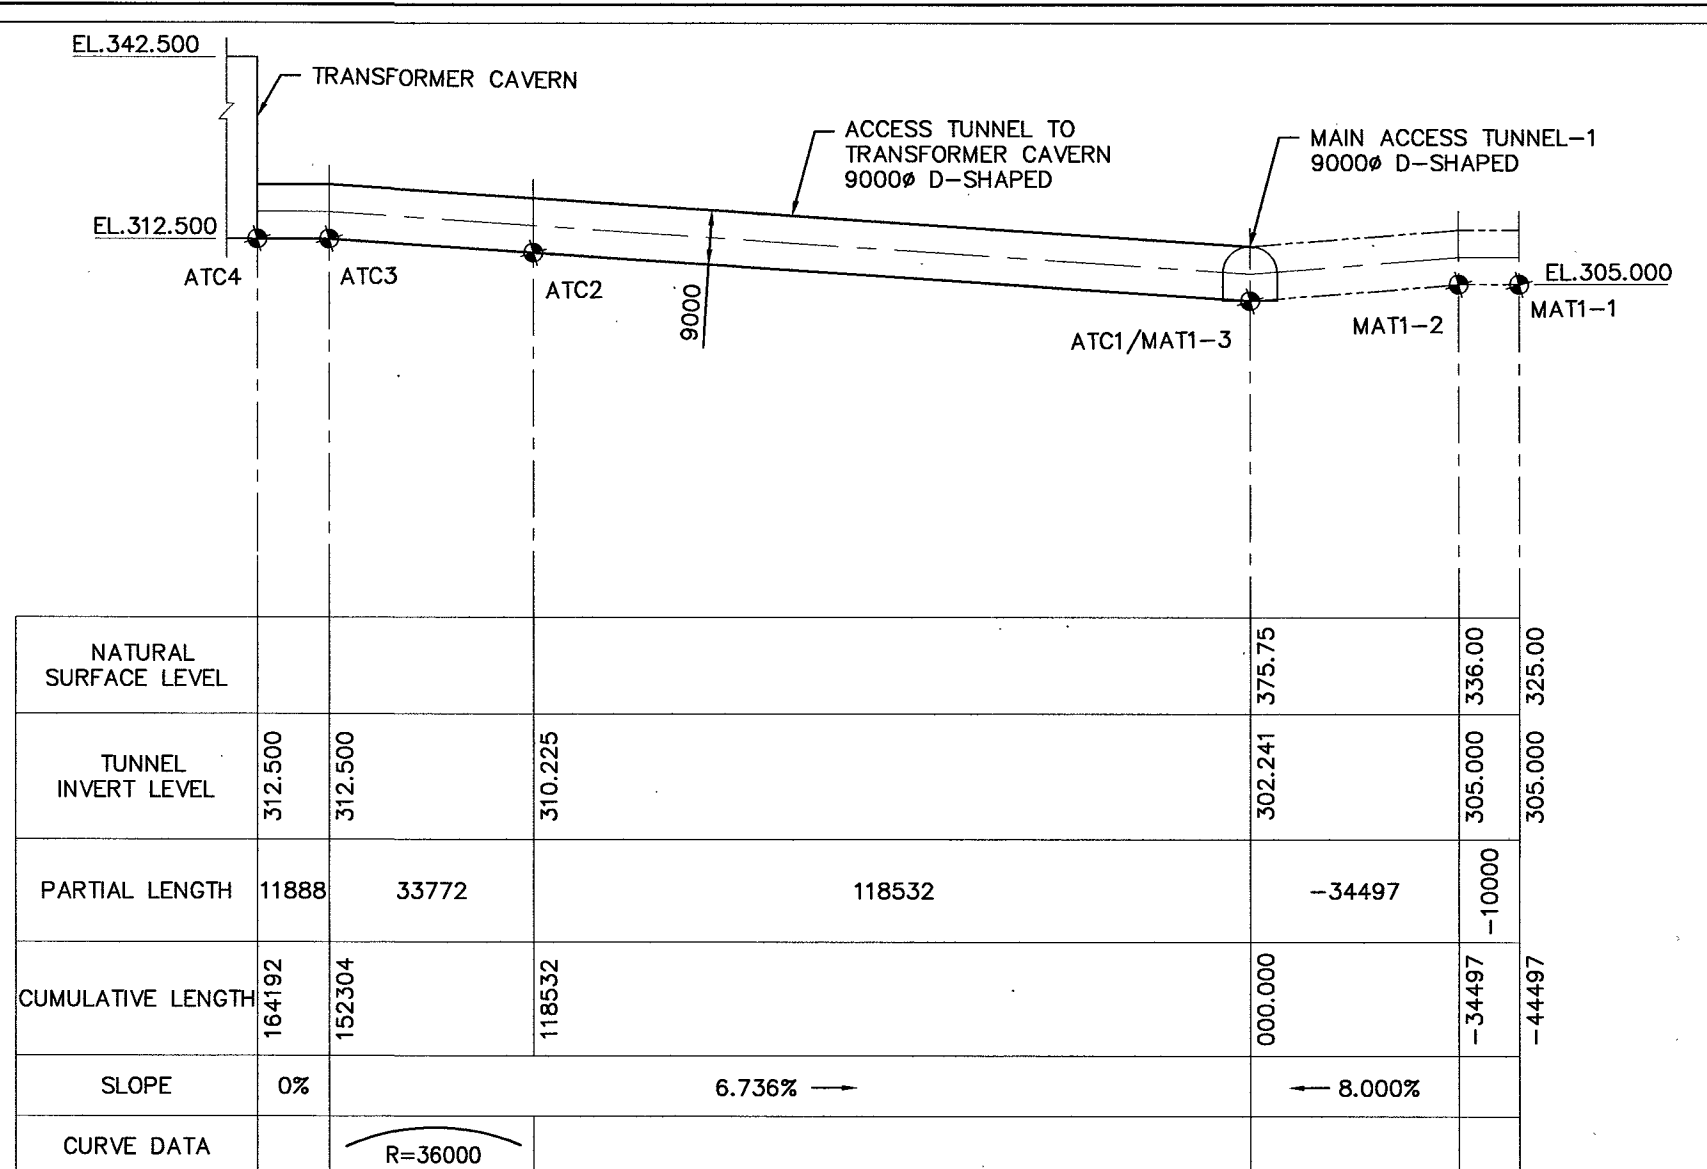 EL.342.500
TRANSFORMER CAVERN
ACCESS TUNNEL TO
TRANSFORMER CAVERN
9000ø D-SHAPED
MAIN ACCESS TUNNEL-1
9000ø D-SHAPED
EL.312.500
ATC4
ATC3
ATC2
9000
ATC1/MAT1-3
MAT1-2
EL.305.000
MAT1-1
NATURAL
SURFACE LEVEL
375.75
336.00
325.00
TUNNEL
INVERT LEVEL
312.500
312.500
310.225
302.241
305.000
305.000
PARTIAL LENGTH
11888
33772
118532
-34497
-10000
CUMULATIVE LENGTH
164192
152304
118532
000.000
-34497
-44497
SLOPE
0%
6.736% →
← 8.000%
CURVE DATA
R=36000